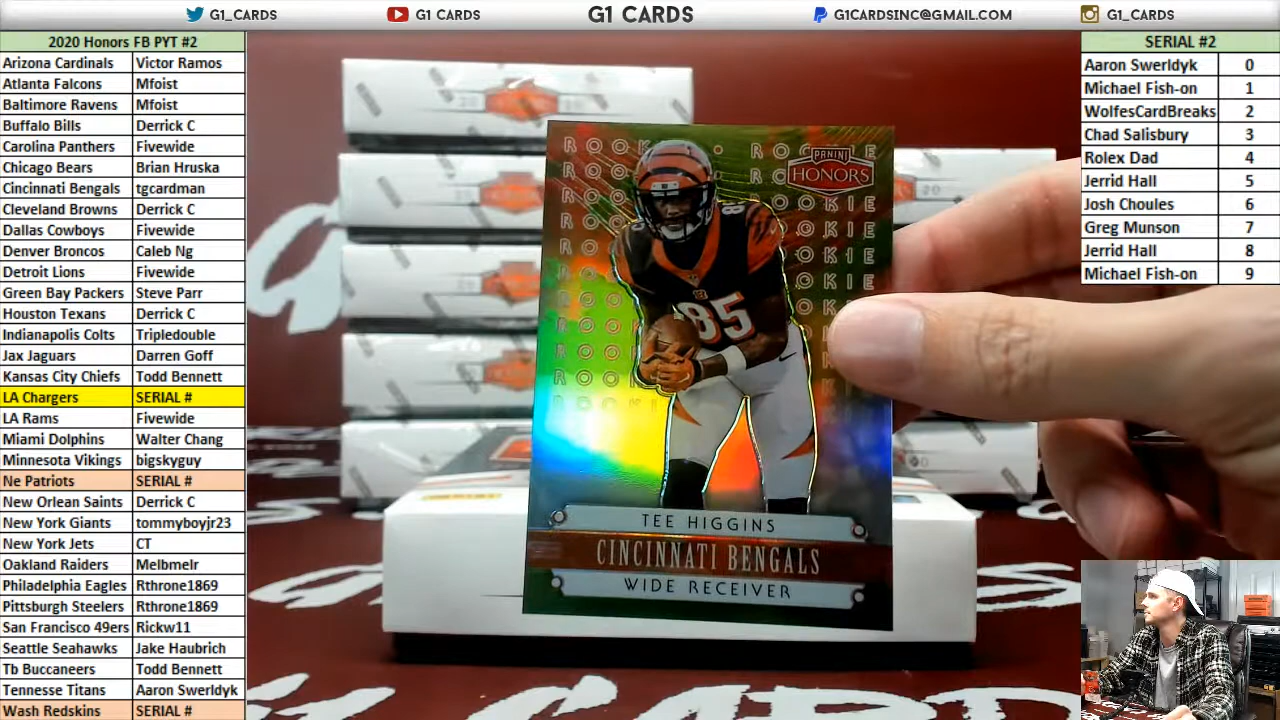 G1_CARDS
G1 CARDS
G1 CARDS
G1CARDSINC@GMAIL.COM
G1_CARDS
2020 Honors FB PYT #2
Arizona Cardinals Victor Ramos
Atlanta Falcons Mfoist
Baltimore Ravens Mfoist
Buffalo Bills Derrick C
Carolina Panthers Fivewide
Chicago Bears Brian Hruska
Cincinnati Bengals tgcardman
Cleveland Browns Derrick C
Dallas Cowboys Fivewide
Denver Broncos Caleb Ng
Detroit Lions Fivewide
Green Bay Packers Steve Parr
Houston Texans Derrick C
Indianapolis Colts Tripledouble
Jax Jaguars Darren Goff
Kansas City Chiefs Todd Bennett
LA Chargers SERIAL #
LA Rams Fivewide
Miami Dolphins Walter Chang
Minnesota Vikings bigskyguy
Ne Patriots SERIAL #
New Orlean Saints Derrick C
New York Giants tommyboyjr23
New York Jets CT
Oakland Raiders Melbmelr
Philadelphia Eagles Rthrone1869
Pittsburgh Steelers Rthrone1869
San Francisco 49ers Rickw11
Seattle Seahawks Jake Haubrich
Tb Buccaneers Todd Bennett
Tennesse Titans Aaron Swerldyk
Wash Redskins SERIAL #
PANINI
HONORS
85
TEE HIGGINS
CINCINNATI BENGALS
WIDE RECEIVER
SERIAL #2
Aaron Swerldyk 0
Michael Fish-on 1
WolfesCardBreaks 2
Chad Salisbury 3
Rolex Dad 4
Jerrid Hall 5
Josh Choules 6
Greg Munson 7
Jerrid Hall 8
Michael Fish-on 9